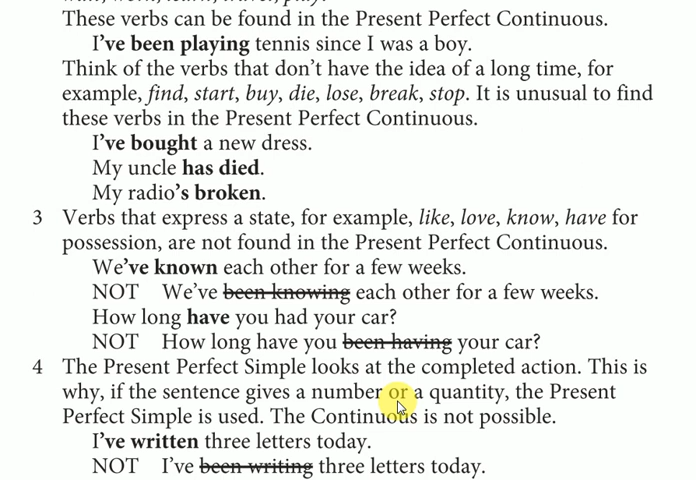 wait, work, learn, travel, play.
These verbs can be found in the Present Perfect Continuous.
I've been playing tennis since I was a boy.
Think of the verbs that don't have the idea of a long time, for
example, find, start, buy, die, lose, break, stop. It is unusual to find
these verbs in the Present Perfect Continuous.
I've bought a new dress.
My uncle has died.
My radio's broken.
3 Verbs that express a state, for example, like, love, know, have for
possession, are not found in the Present Perfect Continuous.
We've known each other for a few weeks.
NOT We've been knowing each other for a few weeks.
How long have you had your car?
NOT How long have you been having your car?
4 The Present Perfect Simple looks at the completed action. This is
why, if the sentence gives a number or a quantity, the Present
Perfect Simple is used. The Continuous is not possible.
I've written three letters today.
NOT I've been writing three letters today.